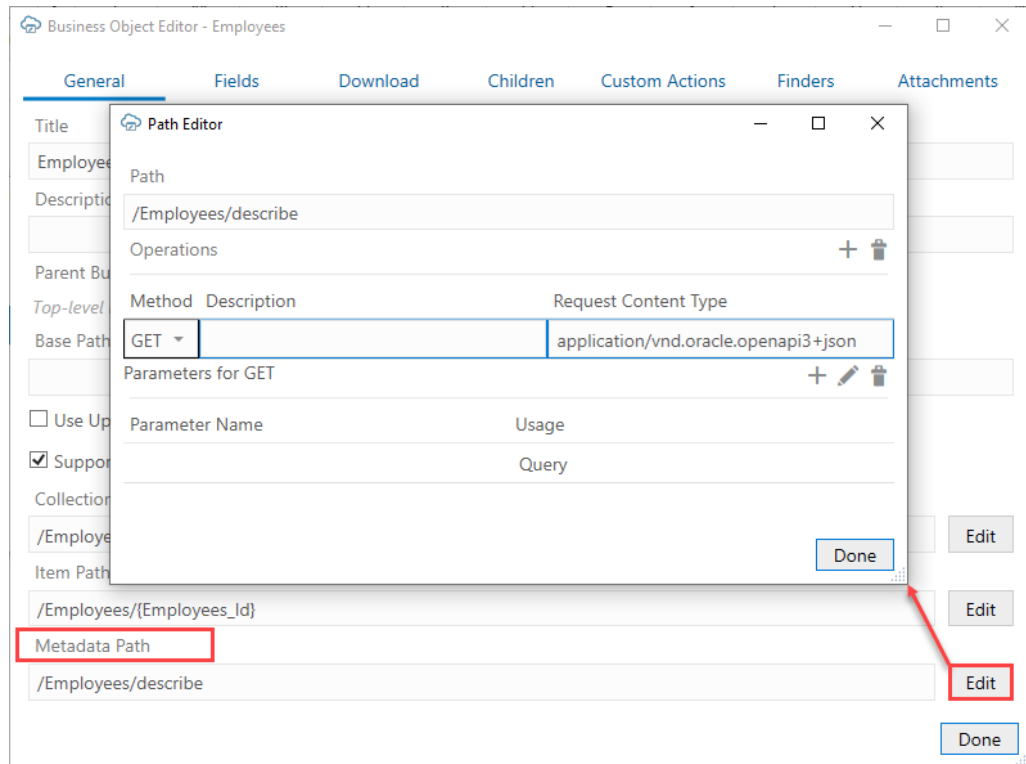 Business Object Editor - Employees
General Fields Download Children Custom Actions Finders Attachments
Title
Employee
Path Editor
Path
Descriptio
/Employees/describe
Operations
Parent Bu
Top-level
Method Description Request Content Type
Base Path
GET application/vnd.oracle.openapi3+json
Parameters for GET
Use Up
Parameter Name Usage
Suppor
Query
Collection
/Employe
Edit
Done
Item Path
/Employees/{Employees_Id} Edit
Metadata Path
/Employees/describe Edit
Done